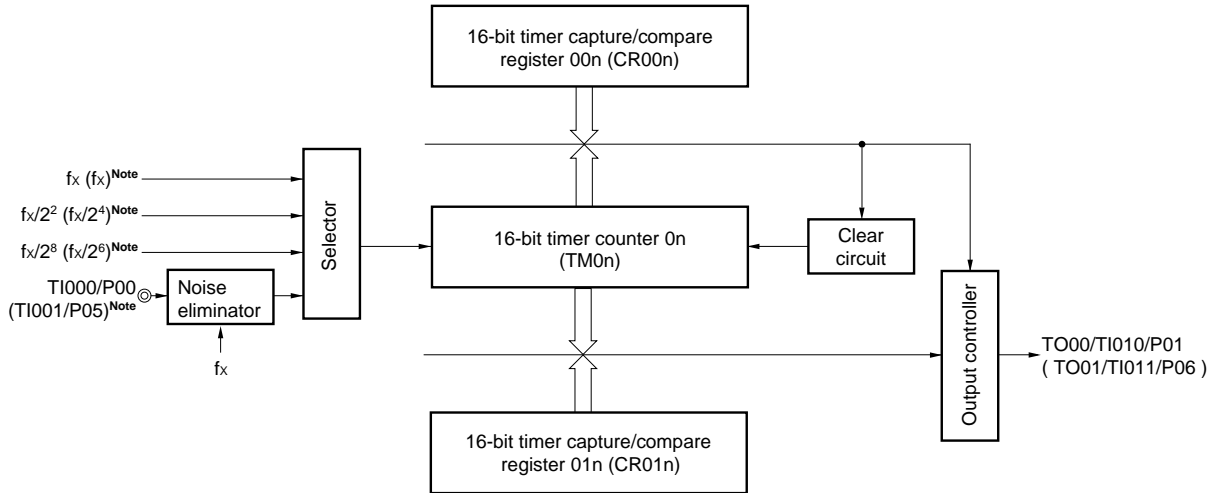 16-bit timer capture/compare
register 00n (CR00n)
fX (fX)Note
fX/2² (fX/2⁴)Note
fX/2⁸ (fX/2⁶)Note
TI000/P00
(TI001/P05)Note
Noise
eliminator
fX
Selector
16-bit timer counter 0n
(TM0n)
Clear
circuit
Output controller
TO00/TI010/P01
( TO01/TI011/P06 )
16-bit timer capture/compare
register 01n (CR01n)